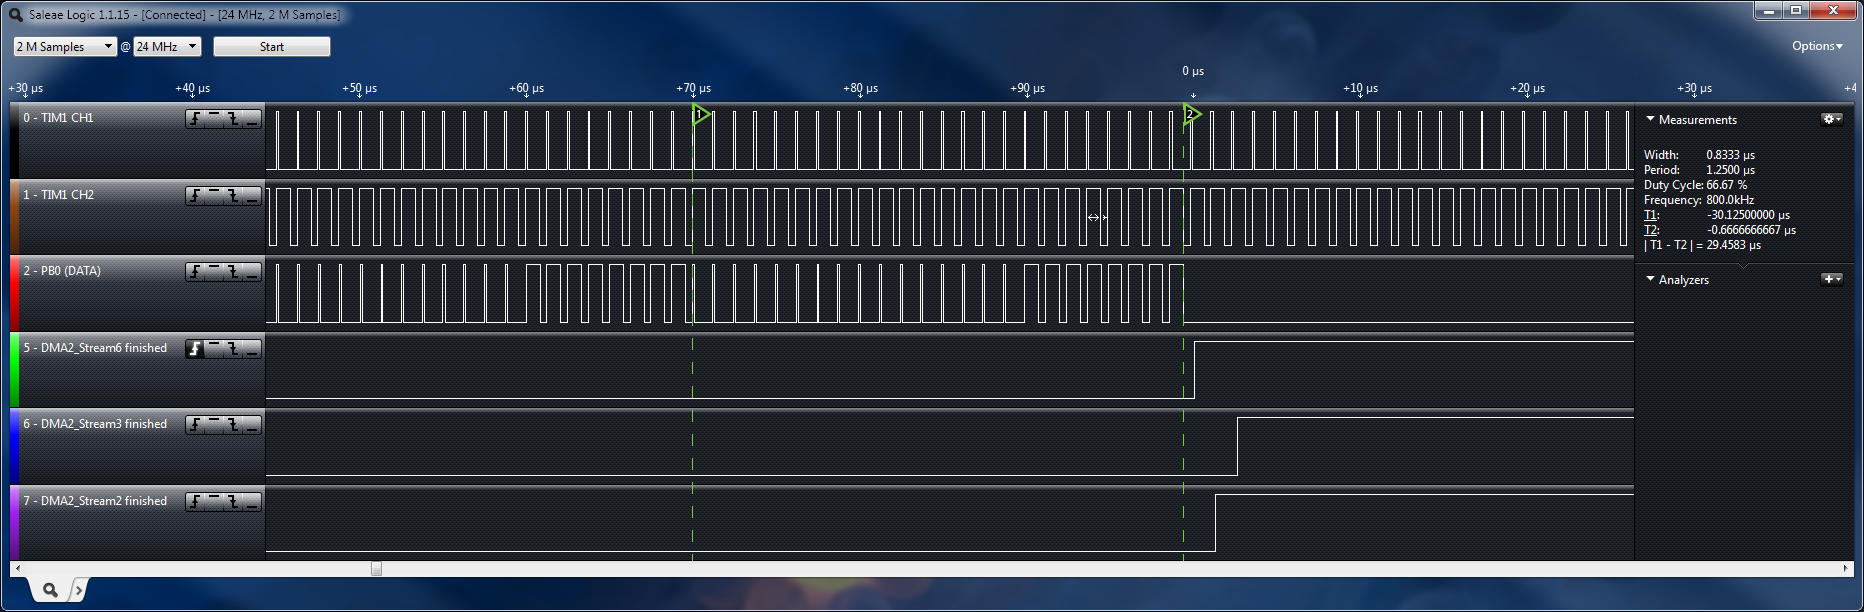 Saleae Logic 1.1.15 - [Connected] - [24 MHz, 2 M Samples]
2 M Samples @ 24 MHz Start Options
0 µs
+30 µs +40 µs +50 µs +60 µs +70 µs +80 µs +90 µs +10 µs +20 µs +30 µs +4
0 - TIM1 CH1 1 2 Measurements
Width: 0.8333 µs
Period: 1.2500 µs
Duty Cycle: 66.67 %
1 - TIM1 CH2 Frequency: 800.0kHz
T1: -30.12500000 µs
T2: -0.6666666667 µs
| T1 - T2 | = 29.4583 µs
2 - PB0 (DATA) Analyzers
5 - DMA2_Stream6 finished
6 - DMA2_Stream3 finished
7 - DMA2_Stream2 finished